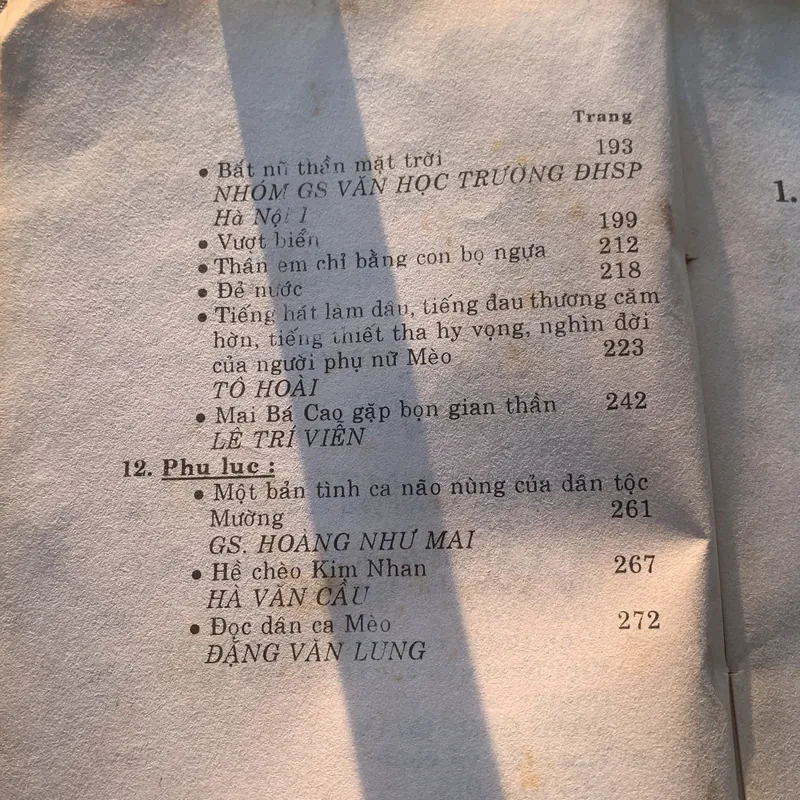 Trang
• Bắt nữ thần mặt trời 193
NHÓM GS VĂN HỌC TRƯỜNG ĐHSP
Hà Nội 1
• Vượt biển 199
• Thân em chỉ bằng con bọ ngựa 212
• Đẻ nước 218
• Tiếng hát làm dâu, tiếng đau thương căm
hờn, tiếng thiết tha hy vọng, nghìn đời
của người phụ nữ Mèo 223
TÔ HOÀI
• Mai Bá Cao gặp bọn gian thần 242
LÊ TRÍ VIỄN
12. Phụ lục :
• Một bản tình ca não nùng của dân tộc
Mường 261
GS. HOÀNG NHƯ MAI
• Hề chèo Kim Nhan 267
HÀ VĂN CẦU
• Đọc dân ca Mèo 272
ĐẶNG VĂN LUNG
1.